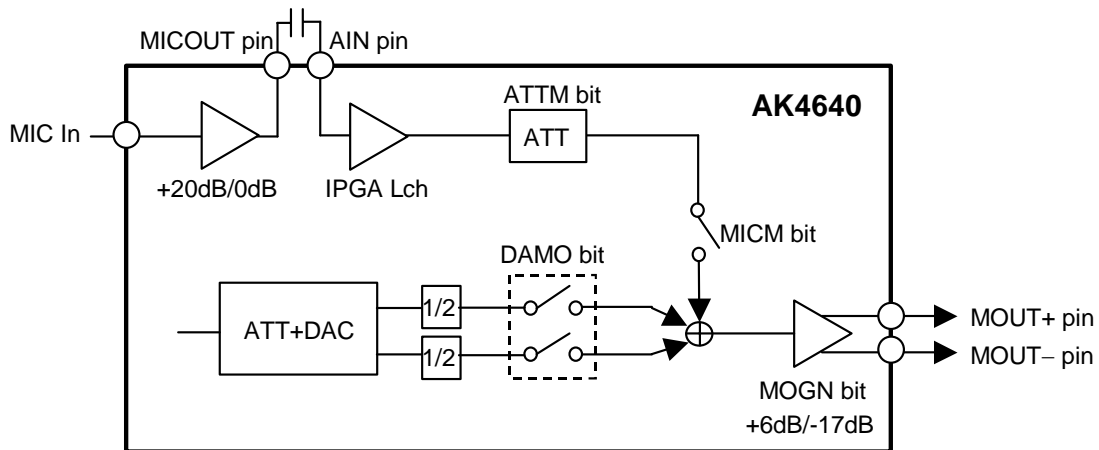 MICOUT pin
AIN pin
AK4640
ATTM bit
ATT
MIC In
+20dB/0dB
IPGA Lch
MICM bit
DAMO bit
ATT+DAC
1/2
1/2
MOUT+ pin
MOUT− pin
MOGN bit
+6dB/-17dB